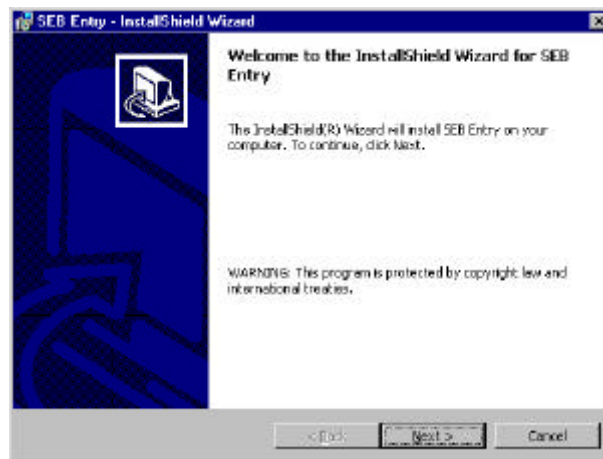 SEB Entry - InstallShield Wizard
Welcome to the InstallShield Wizard for SEB
Entry
The InstallShield(R) Wizard will install SEB Entry on your
computer. To continue, click Next.
WARNING: This program is protected by copyright law and
international treaties.
< Back
Next >
Cancel